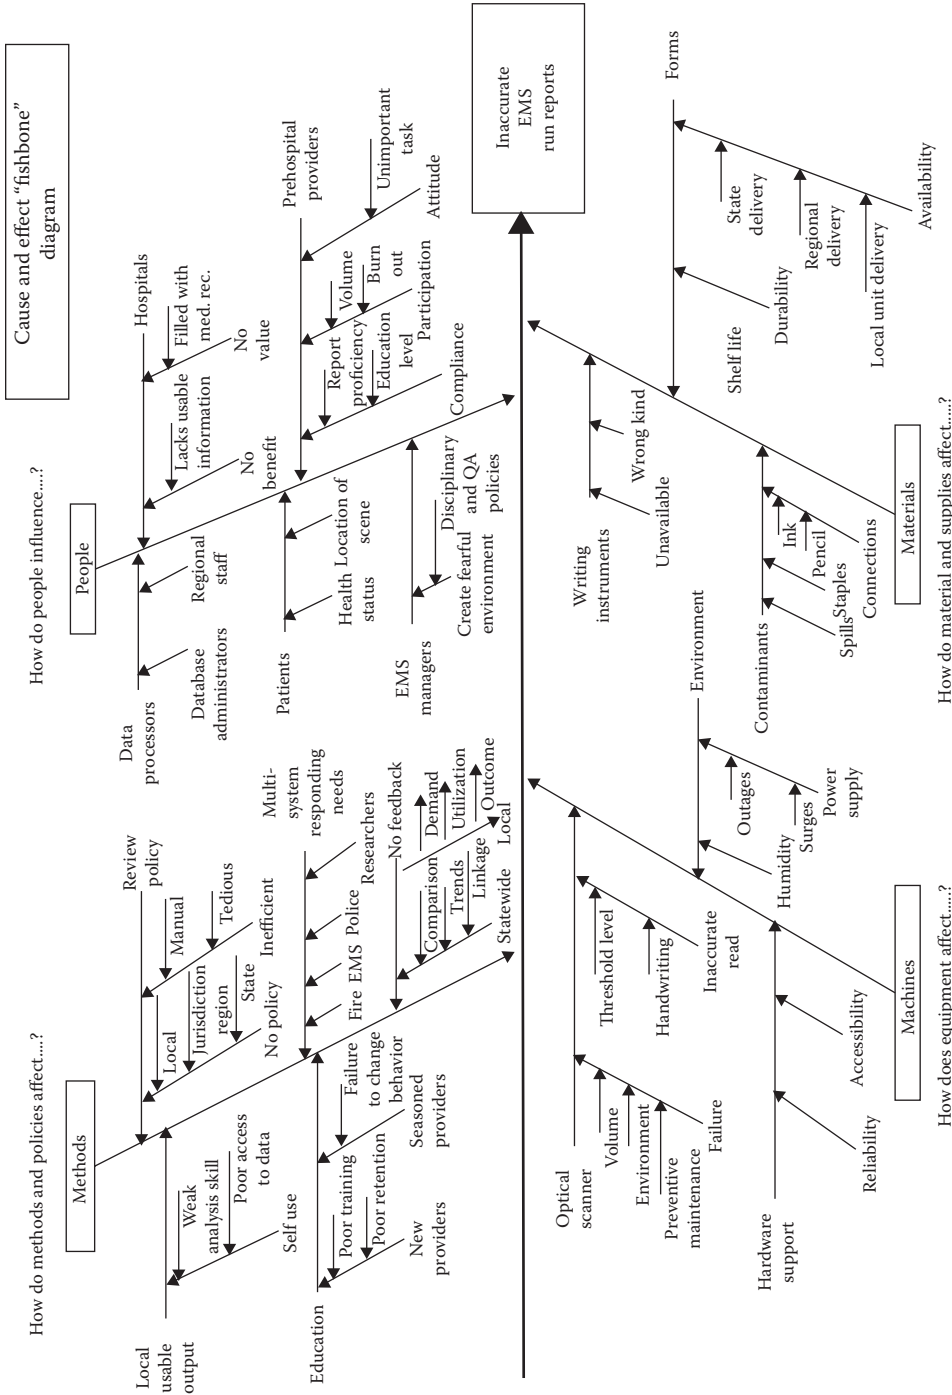 Cause and effect “fishbone”
diagram
How do methods and policies affect....?
Methods
Local
usable
output
Weak
analysis skill
Poor access
to data
Self use
Review
policy
Manual
Tedious
Inefficient
Local
Jurisdiction
region
State
No policy
Education
Poor training
Poor retention
New
providers
Failure
to change
behavior
Seasoned
providers
Multi-
system
responding
needs
Fire
EMS
Police
Researchers
No feedback
Comparison
Trends
Linkage
Statewide
Demand
Utilization
Outcome
Local
How do people influence....?
People
Data
processors
Database
administrators
Regional
staff
Hospitals
Lacks usable
information
No
benefit
Filled with
med. rec.
No
value
Patients
Health
status
Location of
scene
Prehospital
providers
Report
proficiency
Education
level
Compliance
Volume
Burn
out
Participation
Unimportant
task
Attitude
EMS
managers
Create fearful
environment
Disciplinary
and QA
policies
Inaccurate
EMS
run reports
Optical
scanner
Volume
Environment
Preventive
maintenance
Failure
Threshold level
Handwriting
Inaccurate
read
Environment
Humidity
Outages
Surges
Power
supply
Hardware
support
Reliability
Accessibility
Machines
How does equipment affect.....?
Writing
instruments
Unavailable
Wrong kind
Forms
Shelf life
Durability
State
delivery
Regional
delivery
Local unit delivery
Availability
Contaminants
Spills
Staples
Ink
Pencil
Connections
Materials
How do material and supplies affect.....?